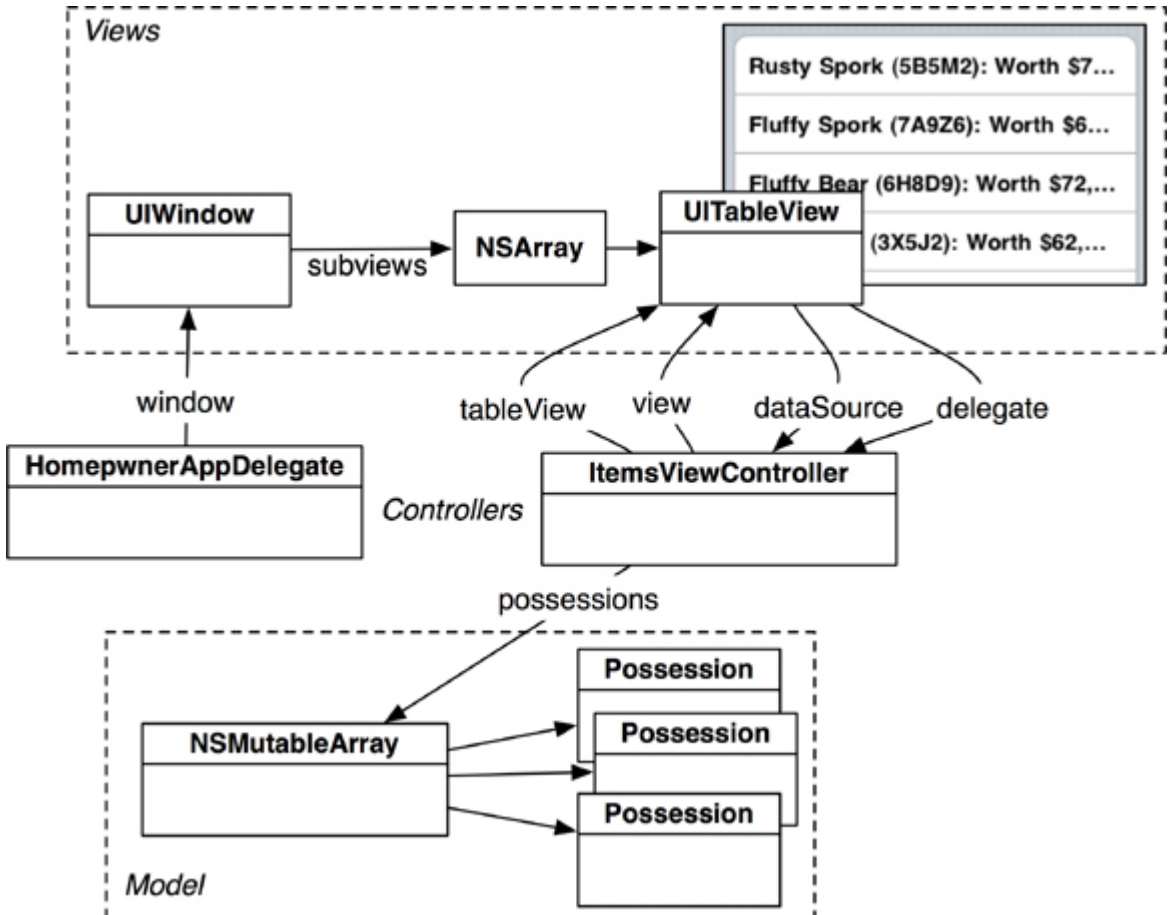 Views
Rusty Spork (5B5M2): Worth $7...
Fluffy Spork (7A9Z6): Worth $6...
Fluffy Bear (6H8D9): Worth $72,...
(3X5J2): Worth $62,...
UIWindow
subviews
NSArray
UITableView
window
tableView
view
dataSource
delegate
HomepwnerAppDelegate
Controllers
ItemsViewController
possessions
Possession
NSMutableArray
Possession
Possession
Model